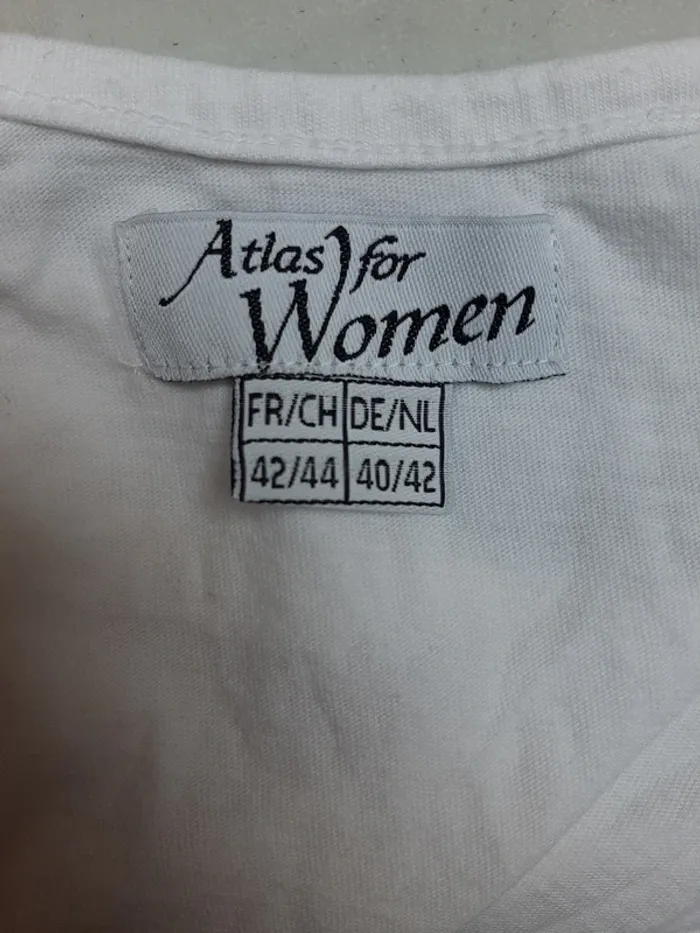 Atlas for
Women
FR/CH DE/NL
42/44 40/42